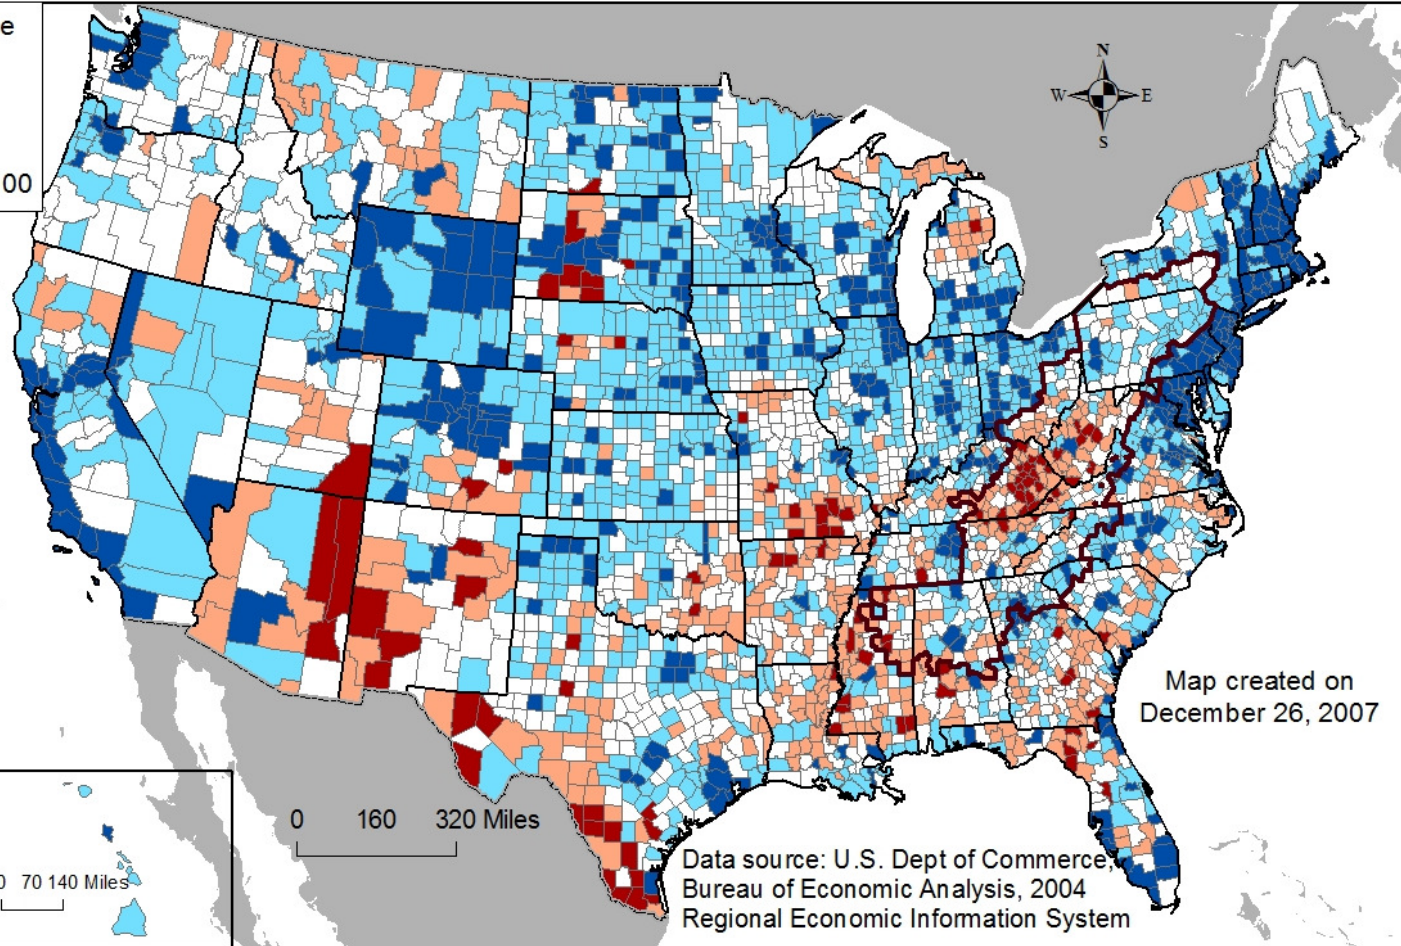 e
00
N
W E
S
Map created on
December 26, 2007
0 160 320 Miles
0 70 140 Miles
Data source: U.S. Dept of Commerce,
Bureau of Economic Analysis, 2004
Regional Economic Information System